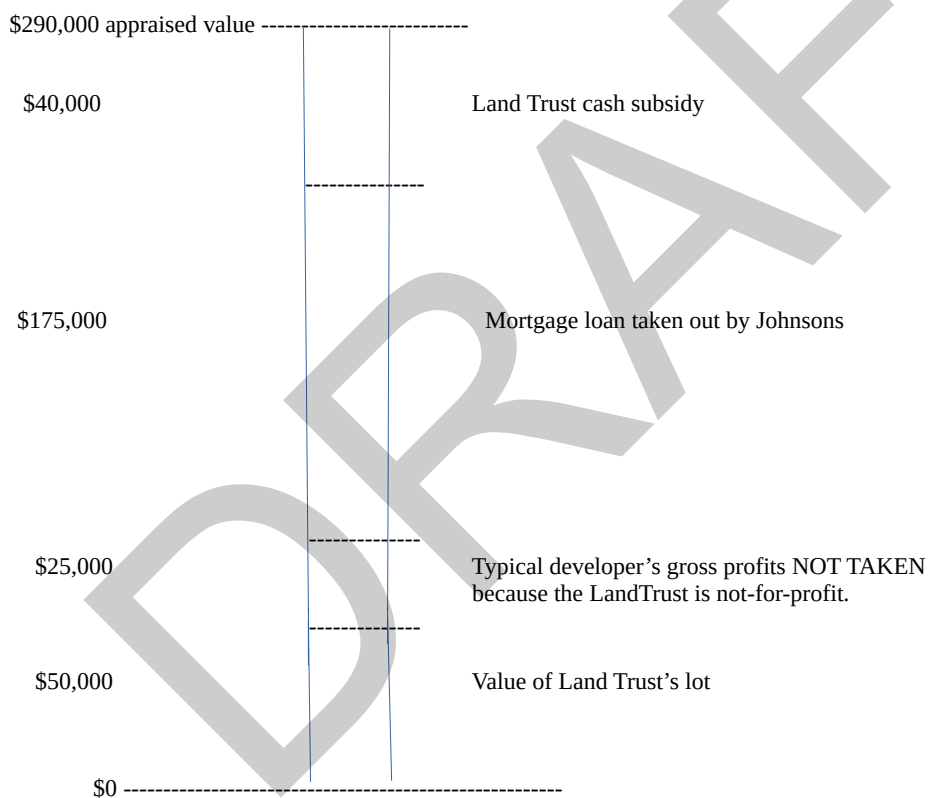 $290,000 appraised value --------------------------
$40,000 Land Trust cash subsidy
---------------
$175,000 Mortgage loan taken out by Johnsons
--------------
$25,000 Typical developer’s gross profits NOT TAKEN
because the LandTrust is not-for-profit.
--------------
$50,000 Value of Land Trust’s lot
$0 -------------------------------------------------------
DRAF